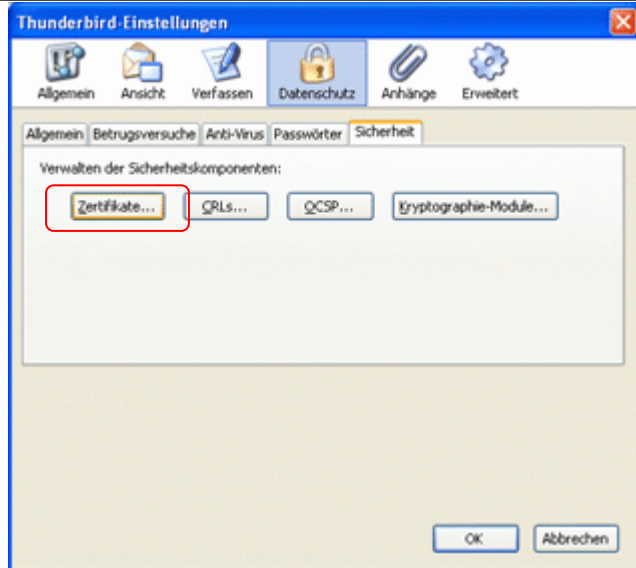 Thunderbird-Einstellungen
Allgemein Ansicht Verfassen Datenschutz Anhänge Erweitert
Allgemein Betrugsversuche Anti-Virus Passwörter Sicherheit
Verwalten der Sicherheitskomponenten:
Zertifikate... CRLs... OCSP... Kryptographie-Module...
OK Abbrechen